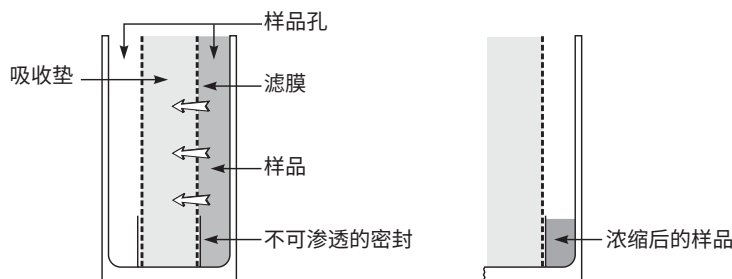 样品孔
吸收垫
滤膜
样品
不可渗透的密封
浓缩后的样品